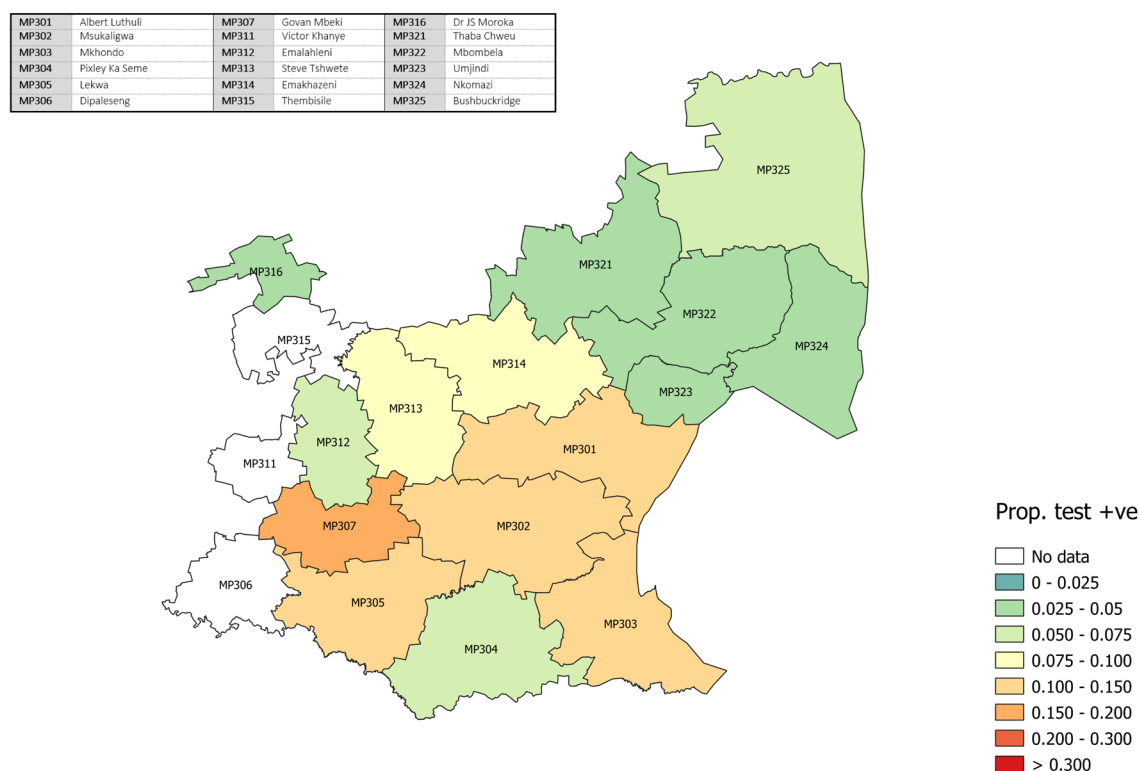 MP301 Albert Luthuli MP307 Govan Mbeki MP316 Dr JS Moroka
MP302 Msukaligwa MP311 Victor Khanye MP321 Thaba Chweu
MP303 Mkhondo MP312 Emalahleni MP322 Mbombela
MP304 Pixley Ka Seme MP313 Steve Tshwete MP323 Umjindi
MP305 Lekwa MP314 Emakhazeni MP324 Nkomazi
MP306 Dipaleseng MP315 Thembisile MP325 Bushbuckridge
MP325
MP321
MP316
MP322
MP315
MP324
MP314
MP323
MP313
MP312
MP301
MP311
MP307
MP302
MP306
MP305
MP303
MP304
Prop. test +ve
No data
0 - 0.025
0.025 - 0.05
0.050 - 0.075
0.075 - 0.100
0.100 - 0.150
0.150 - 0.200
0.200 - 0.300
> 0.300